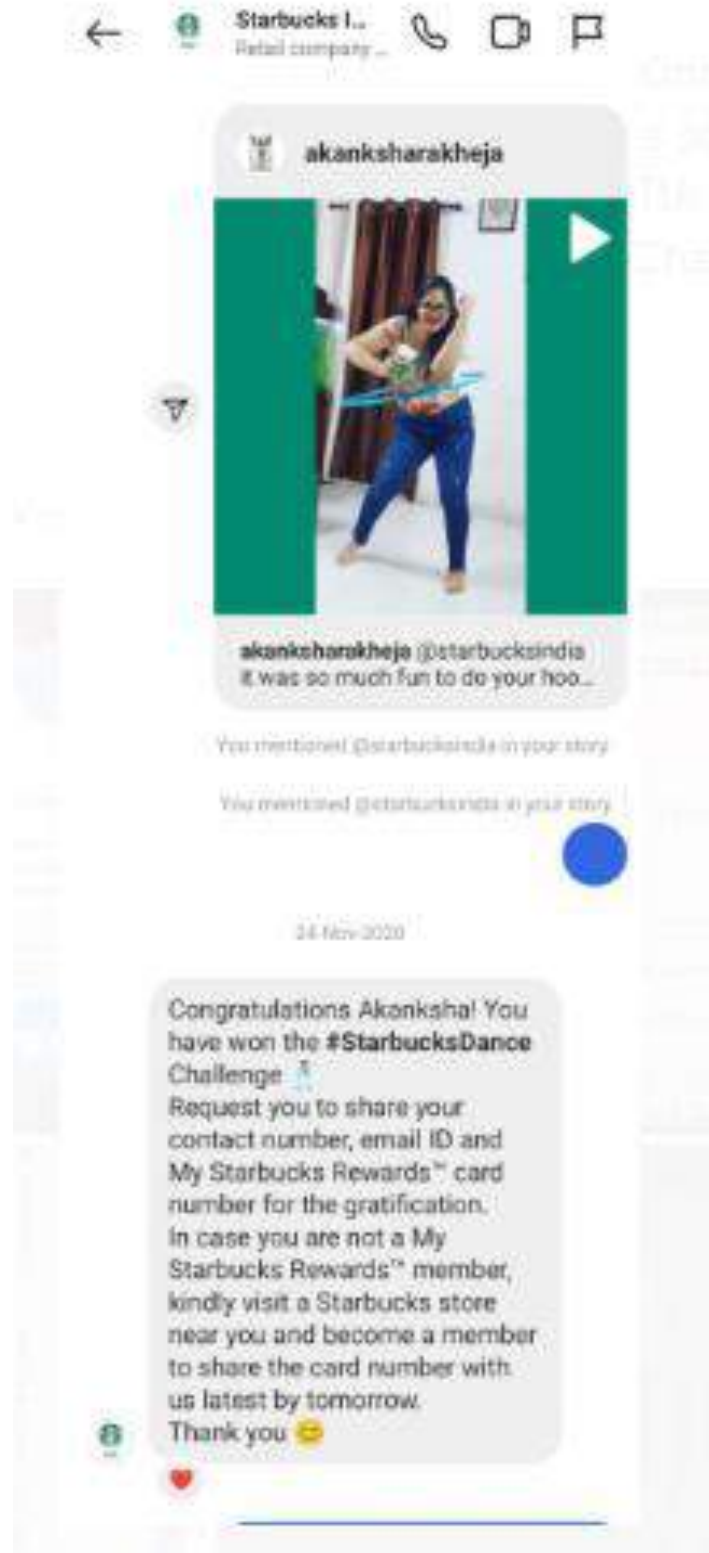 Starbucks I...
Retail company ...
akanksharakheja
akanksharakheja @starbucksindia
it was so much fun to do your hoo...
You mentioned @starbucksindia in your story
You mentioned @starbucksindia in your story
24-Nov-2020
Congratulations Akanksha! You
have won the #StarbucksDance
Challenge
Request you to share your
contact number, email ID and
My Starbucks Rewards™ card
number for the gratification.
In case you are not a My
Starbucks Rewards™ member,
kindly visit a Starbucks store
near you and become a member
to share the card number with
us latest by tomorrow.
Thank you 😊